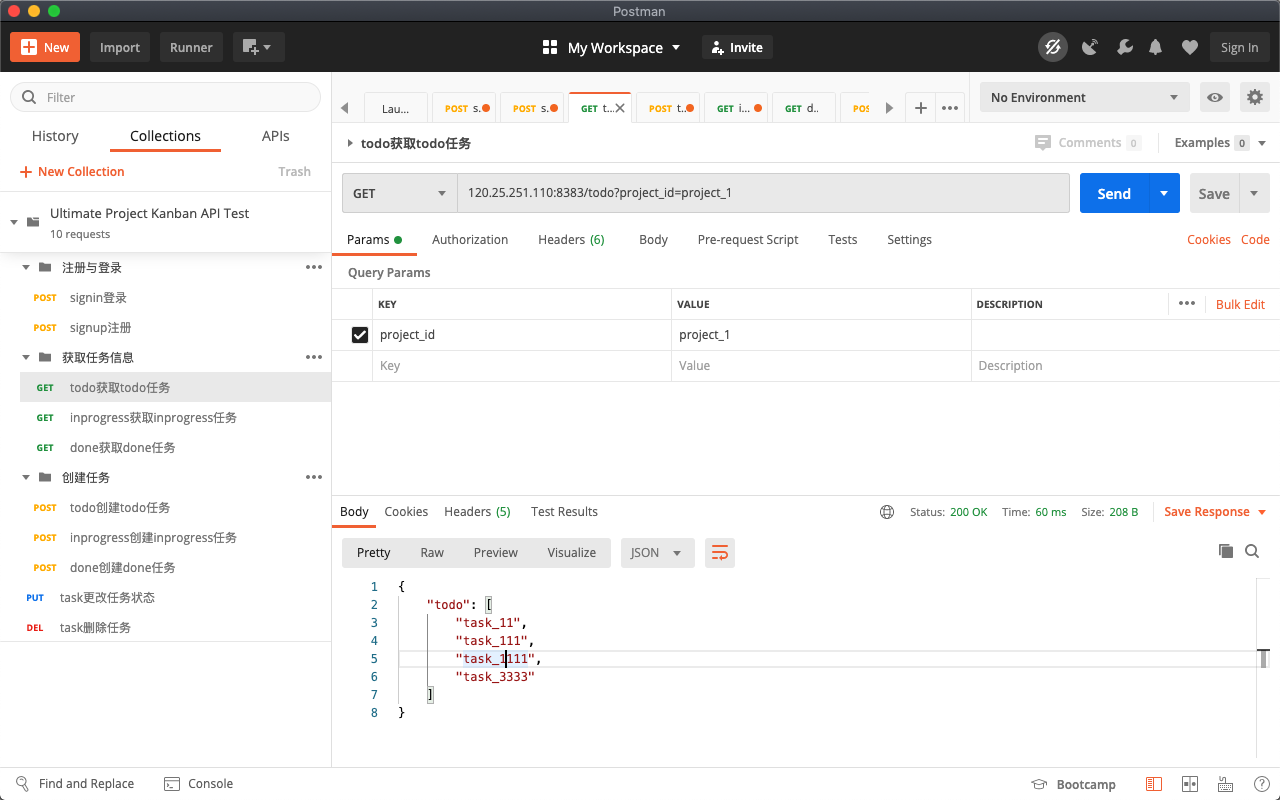 Postman
New
Import
Runner
My Workspace
Invite
Sign In
Filter
History
Collections
APIs
New Collection
Trash
Ultimate Project Kanban API Test
10 requests
注册与登录
POST signin登录
POST signup注册
获取任务信息
GET todo获取todo任务
GET inprogress获取inprogress任务
GET done获取done任务
创建任务
POST todo创建todo任务
POST inprogress创建inprogress任务
POST done创建done任务
PUT task更改任务状态
DEL task删除任务
Lau...
POST s.
POST s.
GET t...
POST t..
GET i...
GET d..
POS
No Environment
todo获取todo任务
Comments 0
Examples 0
GET
120.25.251.110:8383/todo?project_id=project_1
Send
Save
Params
Authorization
Headers (6)
Body
Pre-request Script
Tests
Settings
Cookies
Code
Query Params
KEY VALUE DESCRIPTION
Bulk Edit
project_id project_1
Key Value Description
Body
Cookies
Headers (5)
Test Results
Status: 200 OK
Time: 60 ms
Size: 208 B
Save Response
Pretty
Raw
Preview
Visualize
JSON
1 {
2 "todo": [
3 "task_11",
4 "task_111",
5 "task_1111",
6 "task_3333"
7 ]
8 }
Find and Replace
Console
Bootcamp